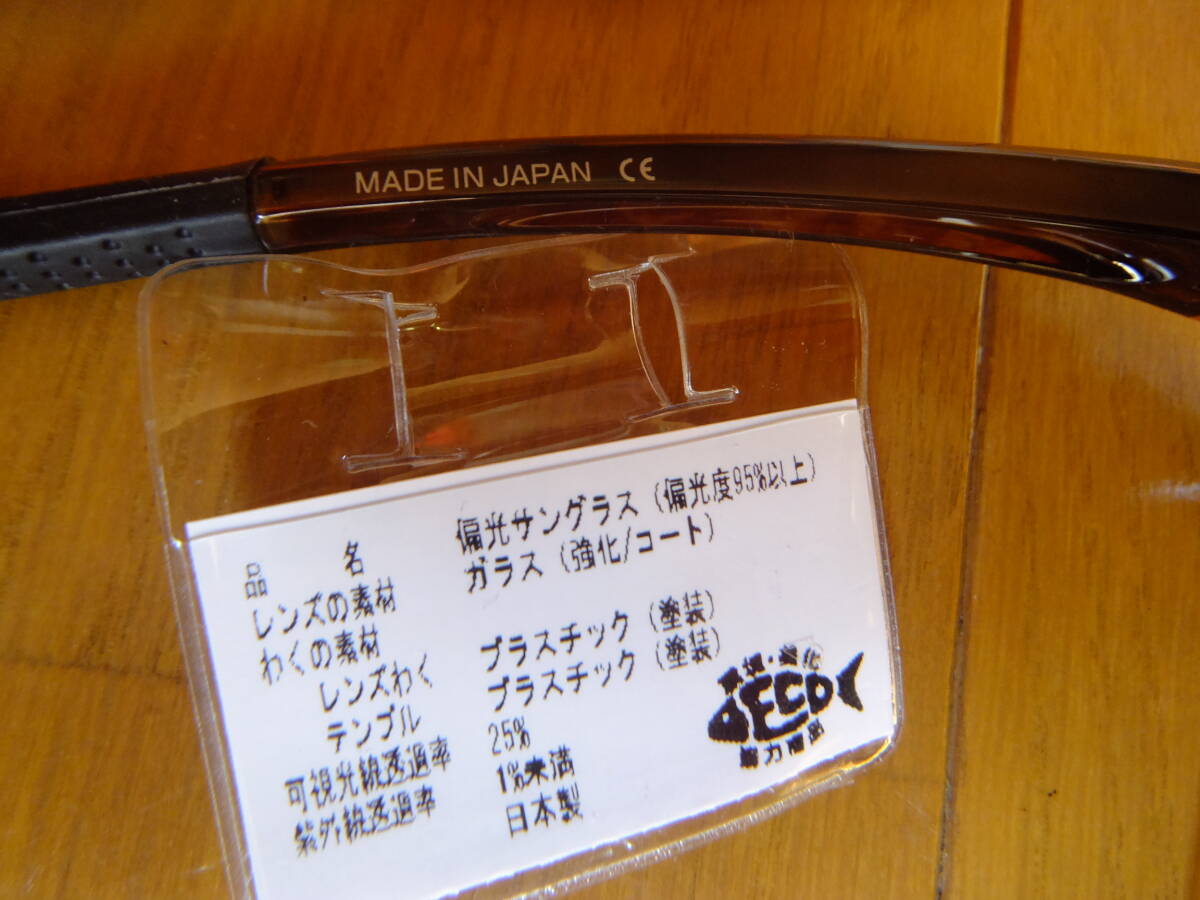 MADE IN JAPAN CE
品 名 偏光サングラス (偏光度95%以上)
レンズの素材 ガラス (強化/コート)
わくの素材
レンズわく プラスチック (塗装)
テンプル プラスチック (塗装)
可視光線透過率 25%
紫外線透過率 1%未満
日本製
ECO
協力商品